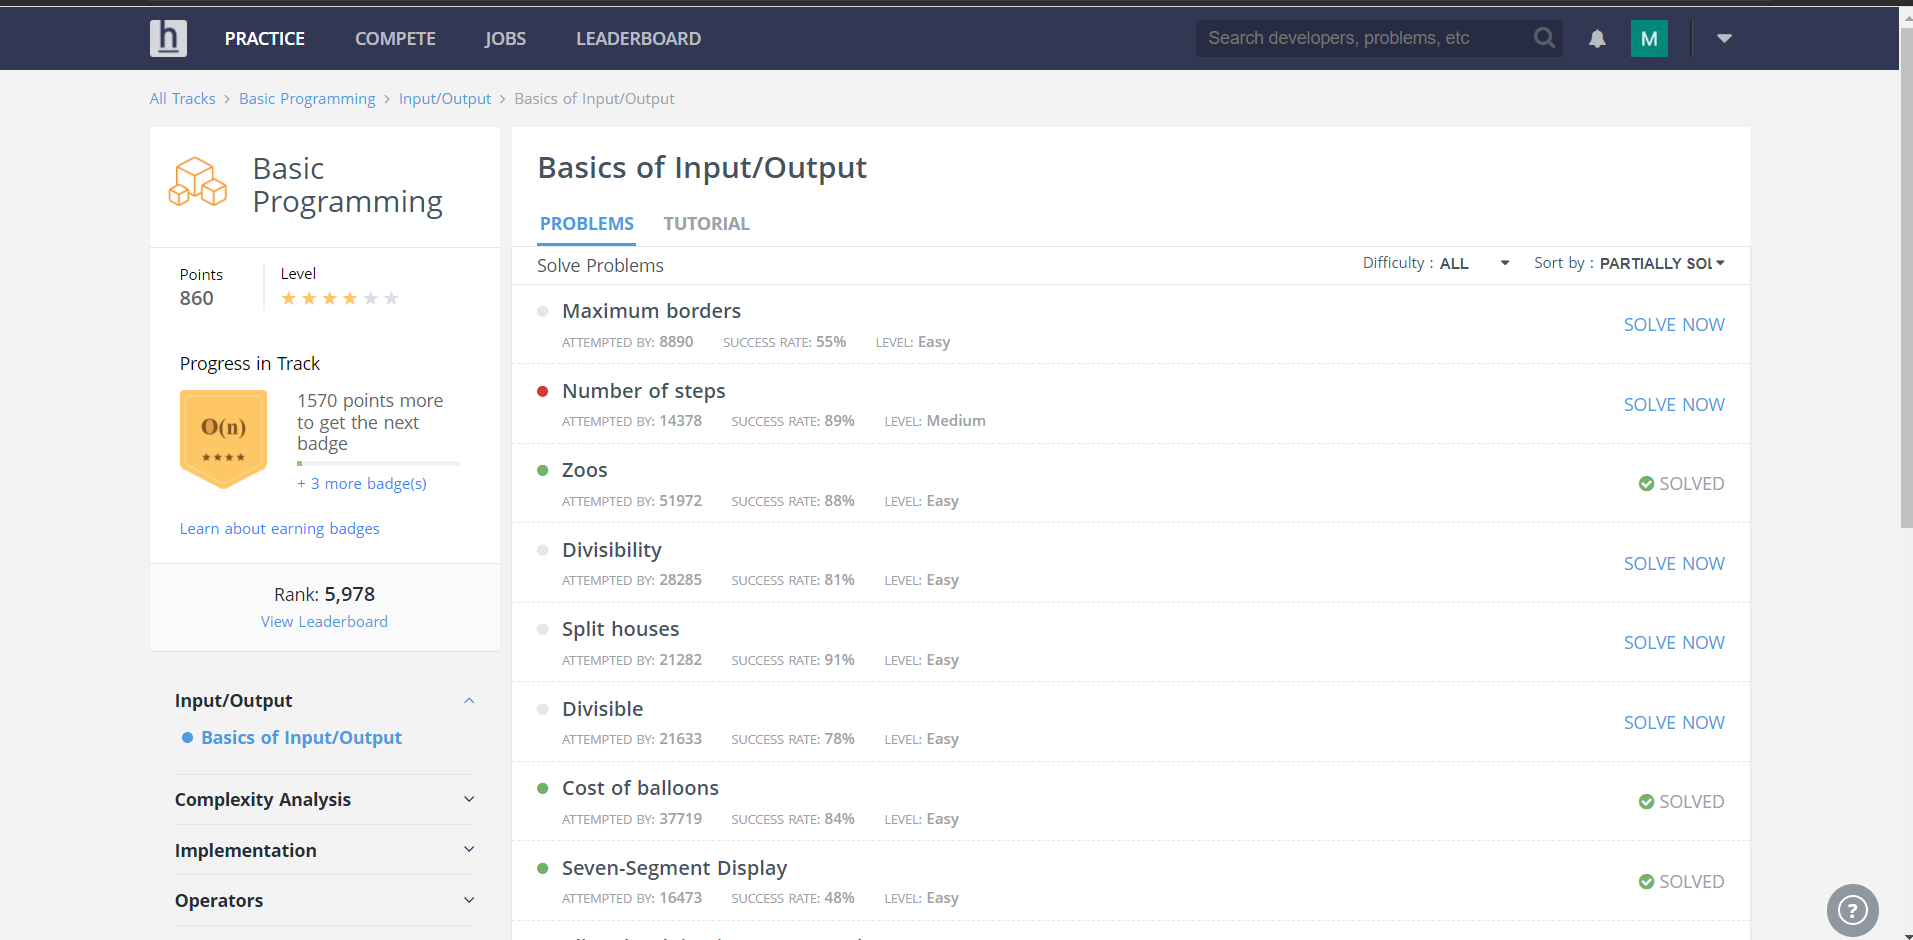 h PRACTICE COMPETE JOBS LEADERBOARD Search developers, problems, etc M
All Tracks > Basic Programming > Input/Output > Basics of Input/Output
Basic
Programming
Points
860
Level
Progress in Track
O(n)
1570 points more
to get the next
badge
+ 3 more badge(s)
Learn about earning badges
Rank: 5,978
View Leaderboard
Input/Output
Basics of Input/Output
Complexity Analysis
Implementation
Operators
Basics of Input/Output
PROBLEMS TUTORIAL
Solve Problems Difficulty : ALL Sort by : PARTIALLY SOL
Maximum borders
ATTEMPTED BY: 8890 SUCCESS RATE: 55% LEVEL: Easy
SOLVE NOW
Number of steps
ATTEMPTED BY: 14378 SUCCESS RATE: 89% LEVEL: Medium
SOLVE NOW
Zoos
ATTEMPTED BY: 51972 SUCCESS RATE: 88% LEVEL: Easy
SOLVED
Divisibility
ATTEMPTED BY: 28285 SUCCESS RATE: 81% LEVEL: Easy
SOLVE NOW
Split houses
ATTEMPTED BY: 21282 SUCCESS RATE: 91% LEVEL: Easy
SOLVE NOW
Divisible
ATTEMPTED BY: 21633 SUCCESS RATE: 78% LEVEL: Easy
SOLVE NOW
Cost of balloons
ATTEMPTED BY: 37719 SUCCESS RATE: 84% LEVEL: Easy
SOLVED
Seven-Segment Display
ATTEMPTED BY: 16473 SUCCESS RATE: 48% LEVEL: Easy
SOLVED
?